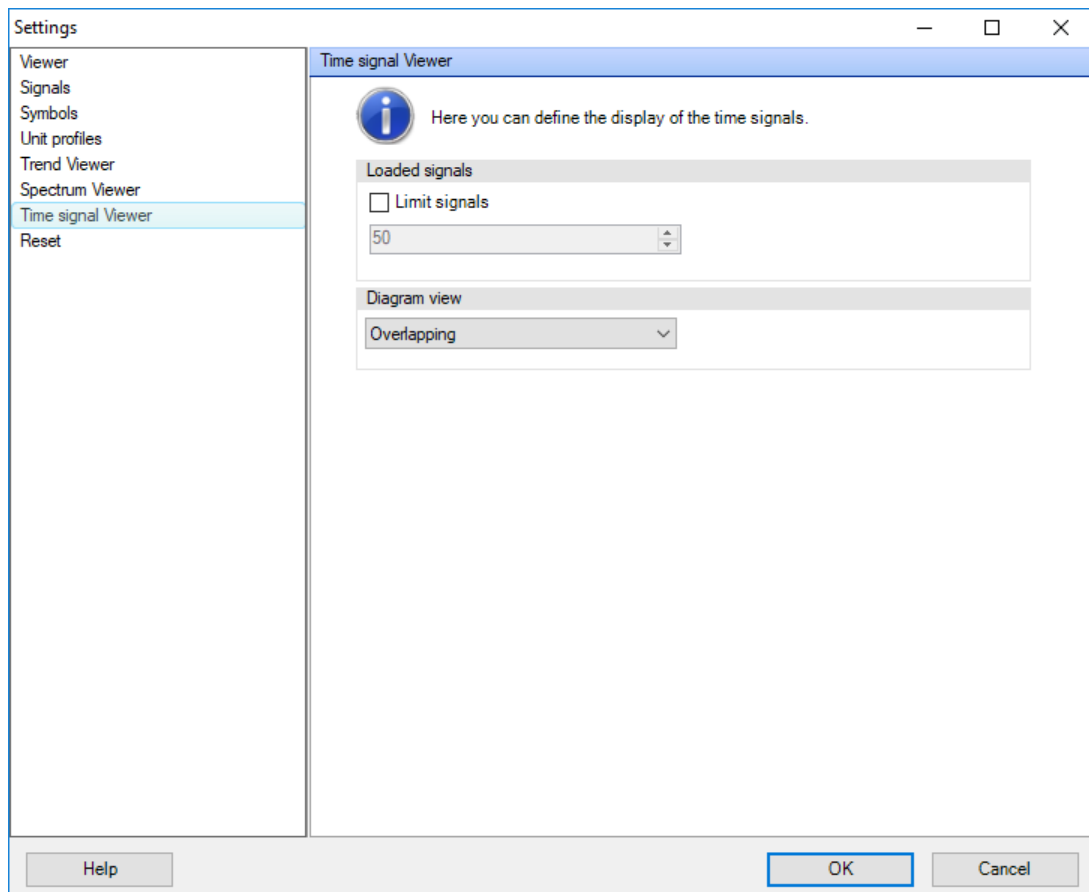 Settings
Viewer
Signals
Symbols
Unit profiles
Trend Viewer
Spectrum Viewer
Time signal Viewer
Reset
Time signal Viewer
Here you can define the display of the time signals.
Loaded signals
Limit signals
50
Diagram view
Overlapping
Help
OK
Cancel